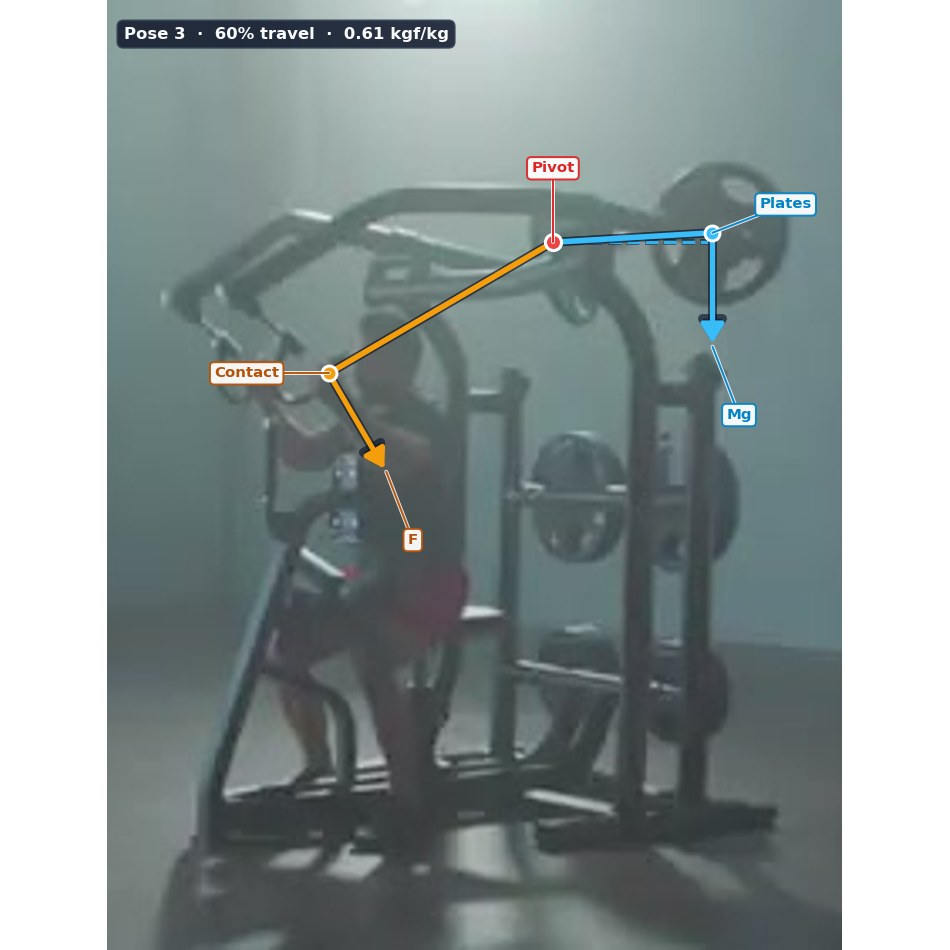 Pose 3 · 60% travel · 0.61 kgf/kg
Pivot
Plates
Contact
Mg
F